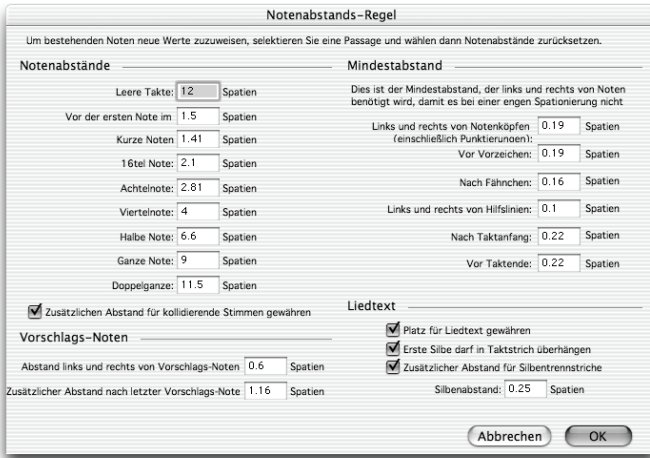 Notenabstands-Regel
Um bestehenden Noten neue Werte zuzuweisen, selektieren Sie eine Passage und wählen dann Notenabstände zurücksetzen.
Notenabstände
Leere Takte: 12 Spatien
Vor der ersten Note im 1.5 Spatien
Kurze Noten 1.41 Spatien
16tel Note: 2.1 Spatien
Achtelnote: 2.81 Spatien
Viertelnote: 4 Spatien
Halbe Note: 6.6 Spatien
Ganze Note: 9 Spatien
Doppelganze: 11.5 Spatien
Zusätzlichen Abstand für kollidierende Stimmen gewähren
Vorschlags-Noten
Abstand links und rechts von Vorschlags-Noten 0.6 Spatien
Zusätzlicher Abstand nach letzter Vorschlags-Note 1.16 Spatien
Mindestabstand
Dies ist der Mindestabstand, der links und rechts von Noten
benötigt wird, damit es bei einer engen Spationierung nicht
Links und rechts von Notenköpfen 0.19 Spatien
(einschließlich Punktierungen):
Vor Vorzeichen: 0.19 Spatien
Nach Fähnchen: 0.16 Spatien
Links und rechts von Hilfslinien: 0.1 Spatien
Nach Taktanfang: 0.22 Spatien
Vor Taktende: 0.22 Spatien
Liedtext
Platz für Liedtext gewähren
Erste Silbe darf in Taktstrich überhängen
Zusätzlicher Abstand für Silbentrennstriche
Silbenabstand: 0.25 Spatien
Abbrechen OK